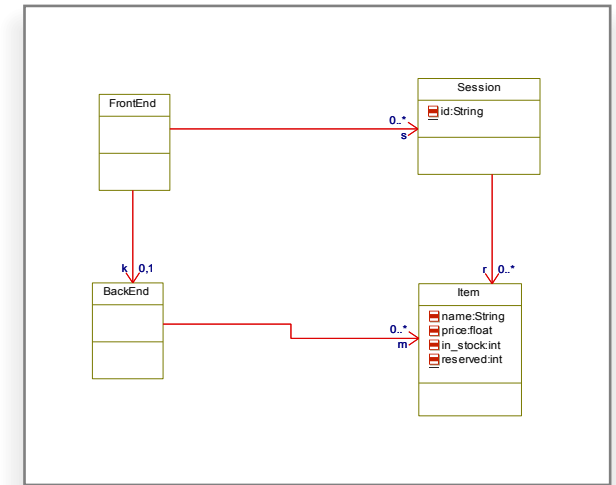 FrontEnd
Session
id:String
0..*
s
k 0,1
r 0..*
BackEnd
Item
name:String
price:float
in_stock:int
reserved:int
0..*
m